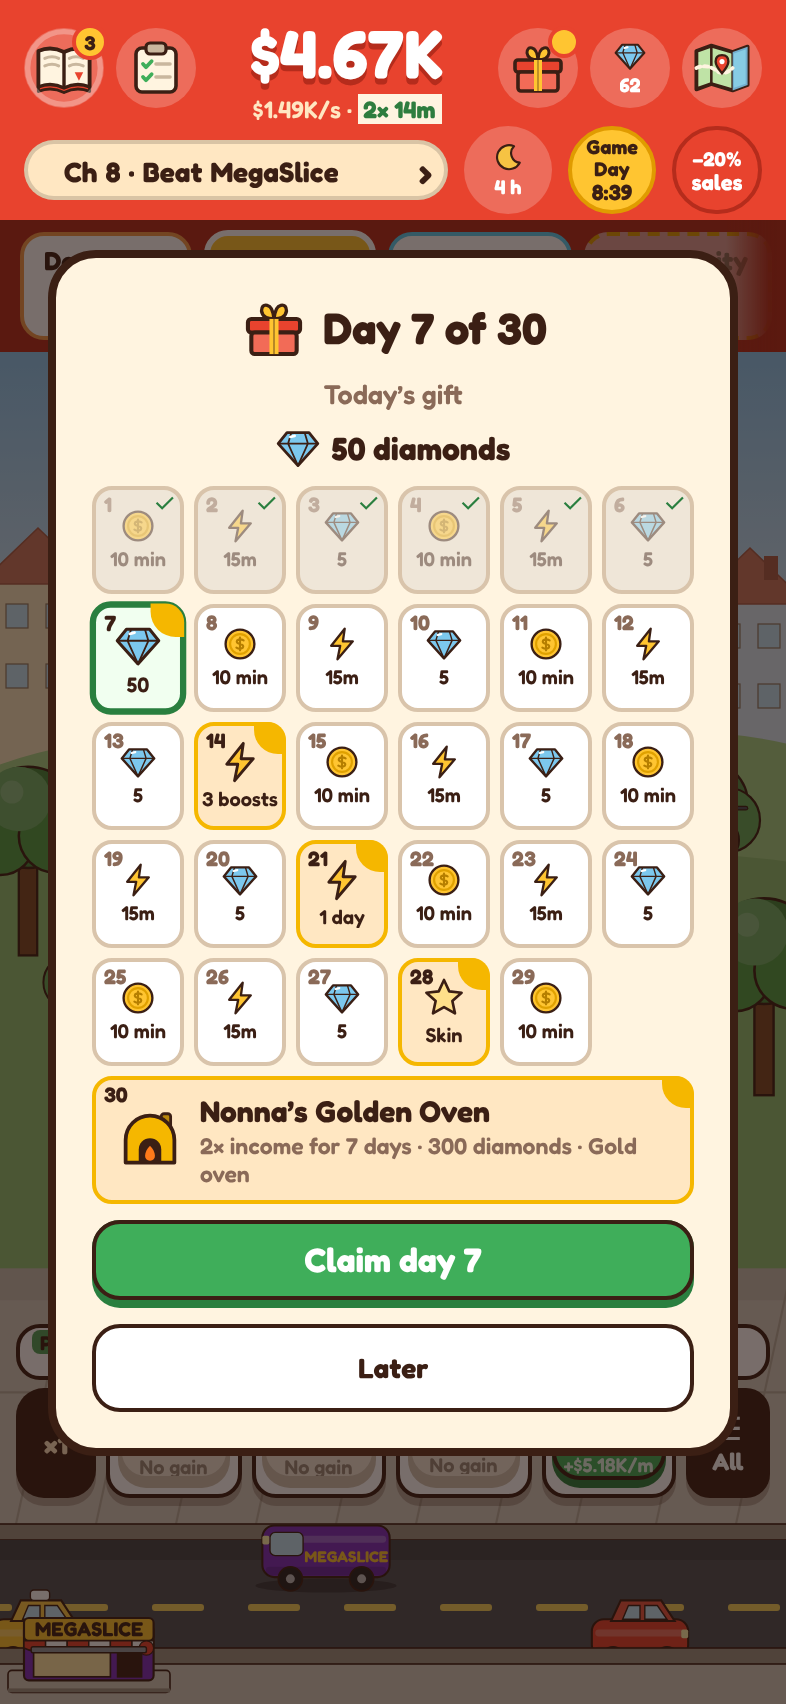 3
$4.67K
$1.49K/s · 2x 14m
62
Ch 8 · Beat MegaSlice
4 h
Game
Day
8:39
-20%
sales
Day 7 of 30
Today's gift
50 diamonds
1
10 min
2
15m
3
5
4
10 min
5
15m
6
5
7
50
8
10 min
9
15m
10
5
11
10 min
12
15m
13
5
14
3 boosts
15
10 min
16
15m
17
5
18
10 min
19
15m
20
5
21
1 day
22
10 min
23
15m
24
5
25
10 min
26
15m
27
5
28
Skin
29
10 min
30
Nonna's Golden Oven
2x income for 7 days · 300 diamonds · Gold
oven
Claim day 7
Later
No gain
No gain
No gain
+$5.18K/m
All
MEGASLICE
MEGASLICE